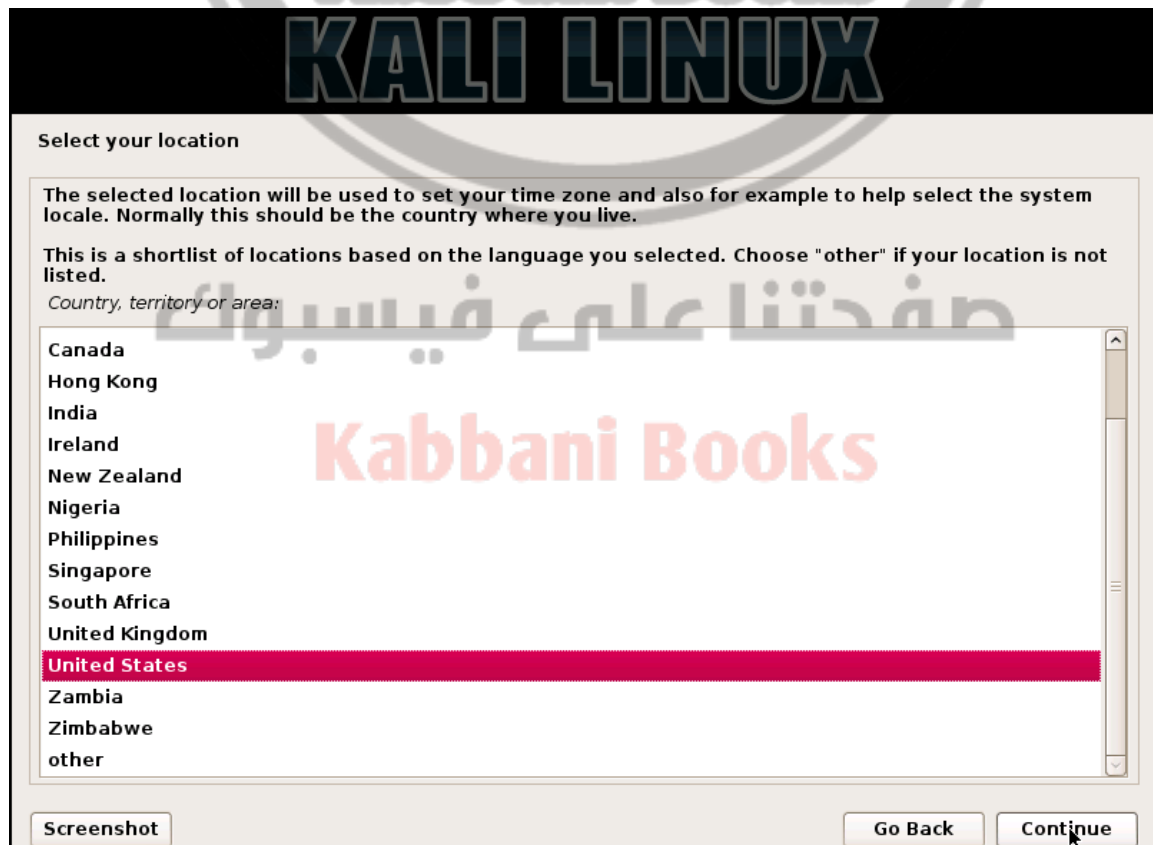 KALI LINUX
Select your location
The selected location will be used to set your time zone and also for example to help select the system
locale. Normally this should be the country where you live.
This is a shortlist of locations based on the language you selected. Choose "other" if your location is not
listed.
Country, territory or area:
صفحتنا على فيسبوك
Canada
Hong Kong
India
Ireland
Kabbani Books
New Zealand
Nigeria
Philippines
Singapore
South Africa
United Kingdom
United States
Zambia
Zimbabwe
other
Screenshot
Go Back
Continue